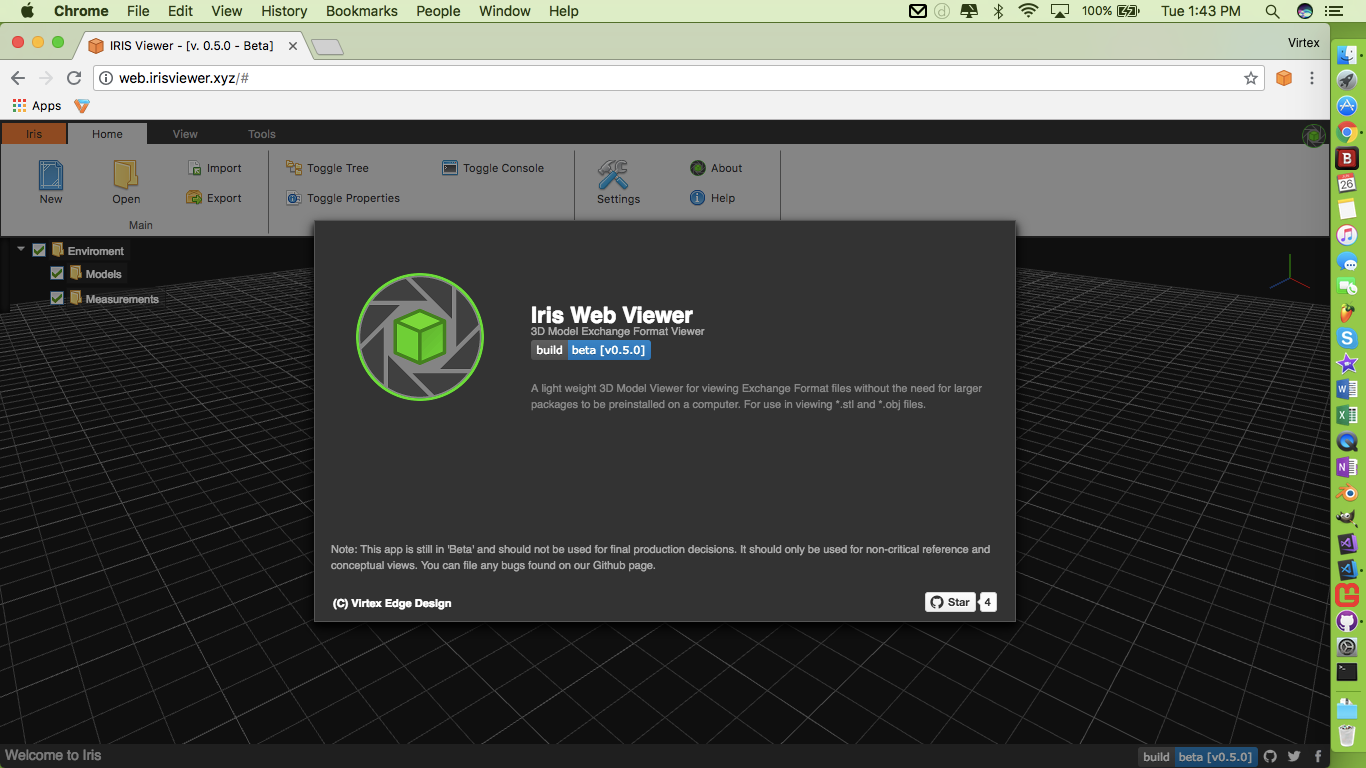 Chrome File Edit View History Bookmarks People Window Help 100% Tue 1:43 PM
IRIS Viewer - [v. 0.5.0 - Beta] Virtex
web.irisviewer.xyz/#
Apps
Iris Home View Tools
Import Toggle Tree Toggle Console About
New Open Export Toggle Properties Settings Help
Main
Enviroment
Models
Measurements
Iris Web Viewer
3D Model Exchange Format Viewer
build beta [v0.5.0]
A light weight 3D Model Viewer for viewing Exchange Format files without the need for larger
packages to be preinstalled on a computer. For use in viewing *.stl and *.obj files.
Note: This app is still in 'Beta' and should not be used for final production decisions. It should only be used for non-critical reference and
conceptual views. You can file any bugs found on our Github page.
(C) Virtex Edge Design Star 4
Welcome to Iris build beta [v0.5.0]
26